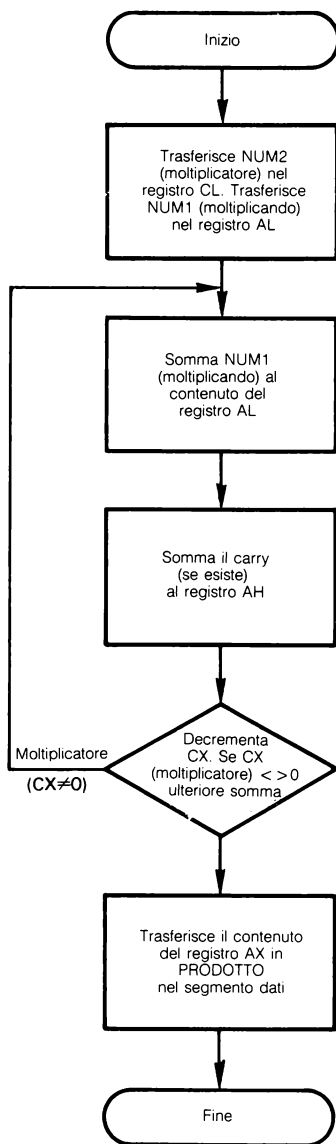 Inizio
Trasferisce NUM2
(moltiplicatore) nel
registro CL. Trasferisce
NUM1 (moltiplicando)
nel registro AL
Somma NUM1
(moltiplicando) al
contenuto del
registro AL
Somma il carry
(se esiste)
al registro AH
Moltiplicatore
(CX≠0)
Decrementa
CX. Se CX
(moltiplicatore) < >0
ulteriore somma
Trasferisce il contenuto
del registro AX in
PRODOTTO
nel segmento dati
Fine